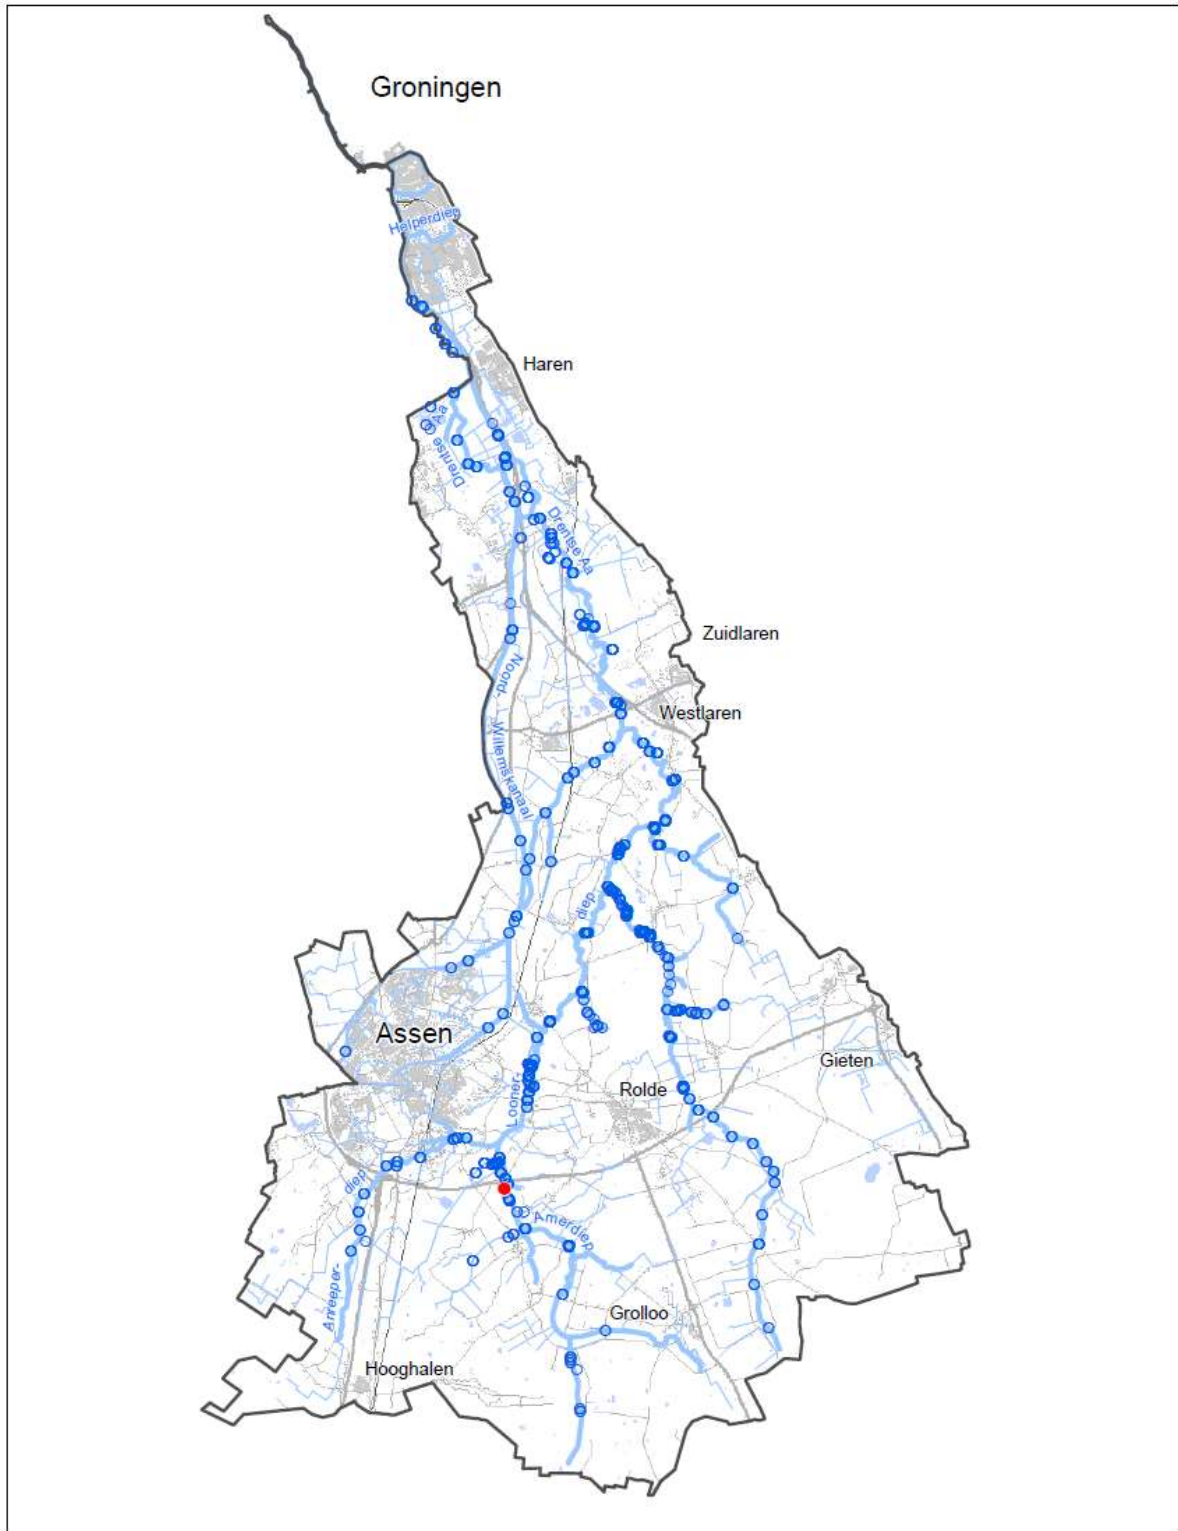 Groningen
Helperdiep
Haren
Drentse Aa
Drentse Aa
Zuidlaren
Noord-
Westlaren
Willemskanaal
diep
Assen
Gieten
Rolde
Looner-
diep
Amerdiep
Anreeper-
Grolloo
Hooghalen